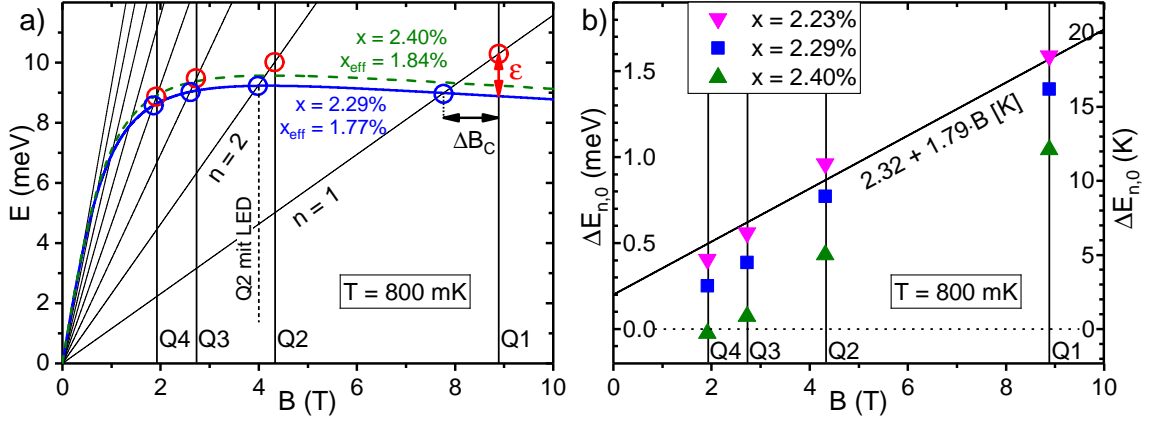 a)
E (meV)
10
8
6
4
2
0
x = 2.40%
x_eff = 1.84%
x = 2.29%
x_eff = 1.77%
ε
ΔB_C
n = 2
n = 1
Q2 mit LED
T = 800 mK
Q4
Q3
Q2
Q1
0 2 4 6 8 10
B (T)
b)
x = 2.23%
x = 2.29%
x = 2.40%
ΔE_n,0 (meV)
1.5
1.0
0.5
0.0
2.32 + 1.79·B [K]
ΔE_n,0 (K)
20
15
10
5
0
T = 800 mK
Q4
Q3
Q2
Q1
0 2 4 6 8 10
B (T)